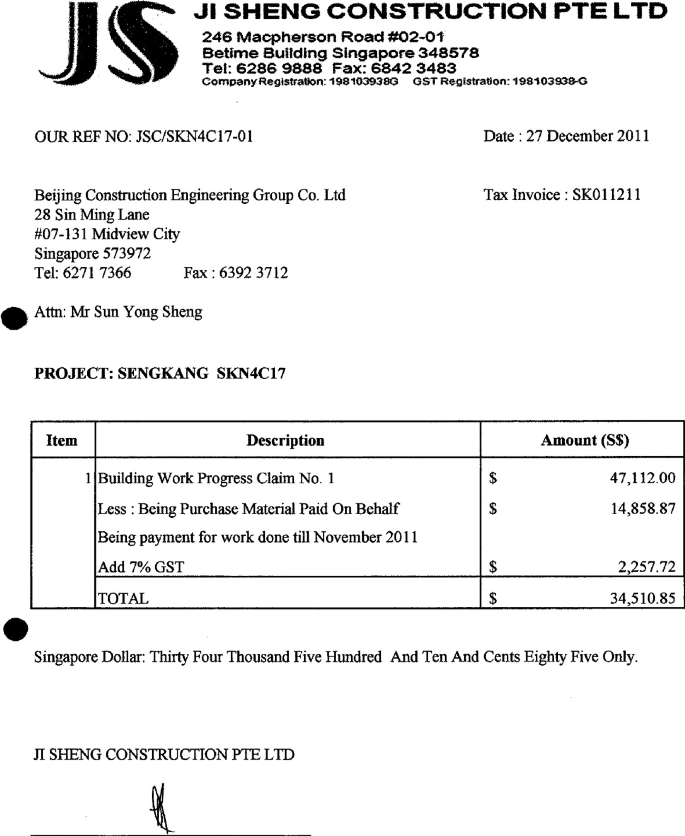 JS
JI SHENG CONSTRUCTION PTE LTD
246 Macpherson Road #02-01
Betime Building Singapore 348578
Tel: 6286 9888 Fax: 6842 3483
Company Registration: 198103938G GST Registration: 198103938-G
OUR REF NO: JSC/SKN4C17-01 Date : 27 December 2011
Beijing Construction Engineering Group Co. Ltd Tax Invoice : SK011211
28 Sin Ming Lane
#07-131 Midview City
Singapore 573972
Tel: 6271 7366 Fax : 6392 3712
Attn: Mr Sun Yong Sheng
PROJECT: SENGKANG SKN4C17
Item Description Amount (S$)
1 Building Work Progress Claim No. 1 $ 47,112.00
Less : Being Purchase Material Paid On Behalf $ 14,858.87
Being payment for work done till November 2011
Add 7% GST $ 2,257.72
TOTAL $ 34,510.85
Singapore Dollar: Thirty Four Thousand Five Hundred And Ten And Cents Eighty Five Only.
JI SHENG CONSTRUCTION PTE LTD